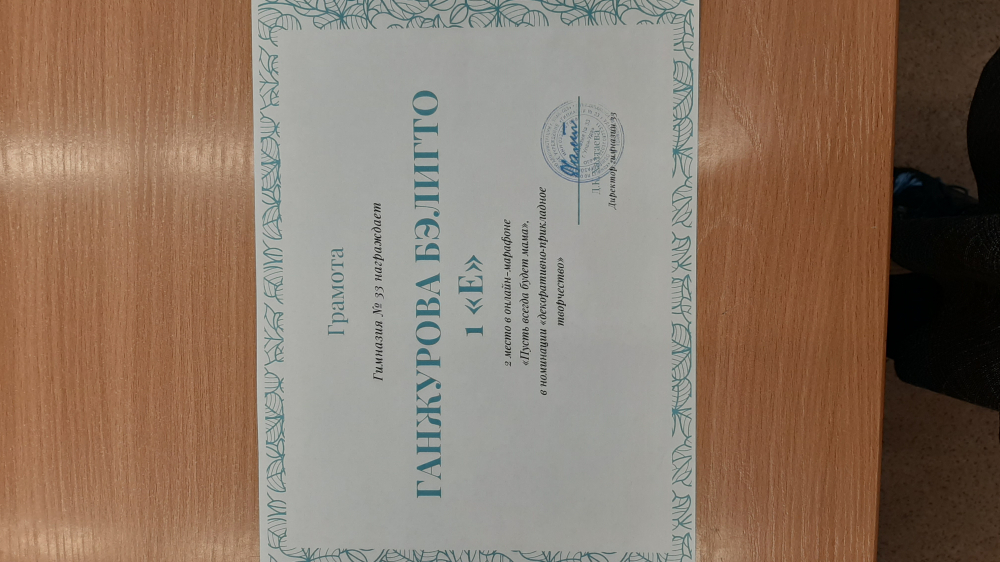 Грамота
Гимназия № 33 награждает
ГАНЖУРОВА БЭЛИГТО
1 «Е»
2 место в онлайн-марафоне
«Пусть всегда будет мама»,
в номинации «декоративно-прикладное
творчество»
Директор гимназии 33